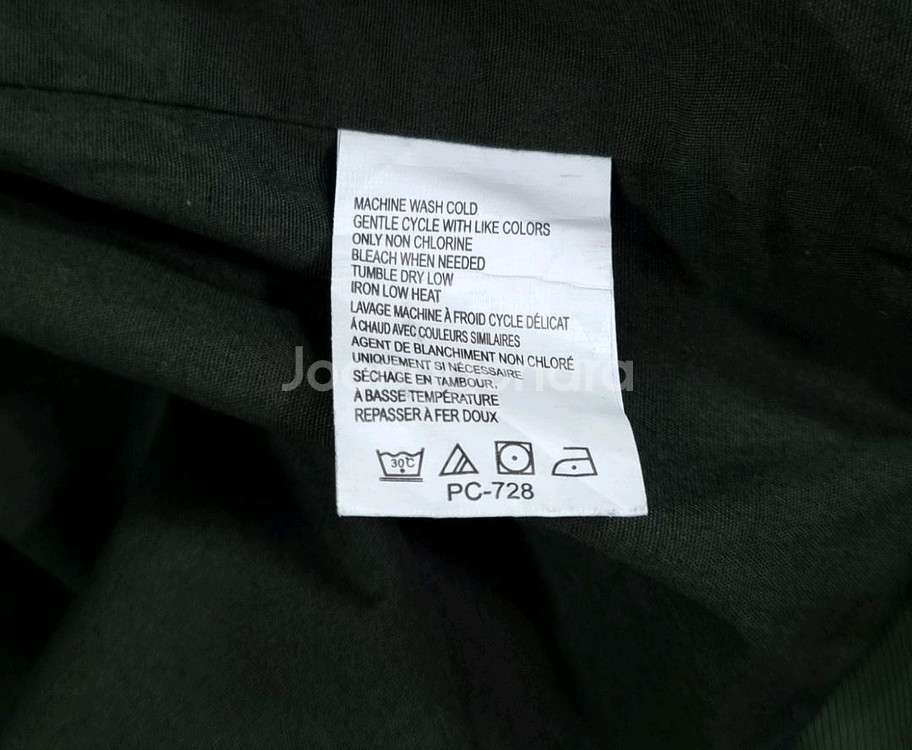 MACHINE WASH COLD
GENTLE CYCLE WITH LIKE COLORS
ONLY NON CHLORINE
BLEACH WHEN NEEDED
TUMBLE DRY LOW
IRON LOW HEAT
LAVAGE MACHINE À FROID CYCLE DÉLICAT
À CHAUD AVEC COULEURS SIMILAIRES
AGENT DE BLANCHIMENT NON CHLORÉ
UNIQUEMENT SI NÉCESSAIRE
SÉCHAGE EN TAMBOUR,
À BASSE TEMPÉRATURE
REPASSER À FER DOUX
30°C
PC-728